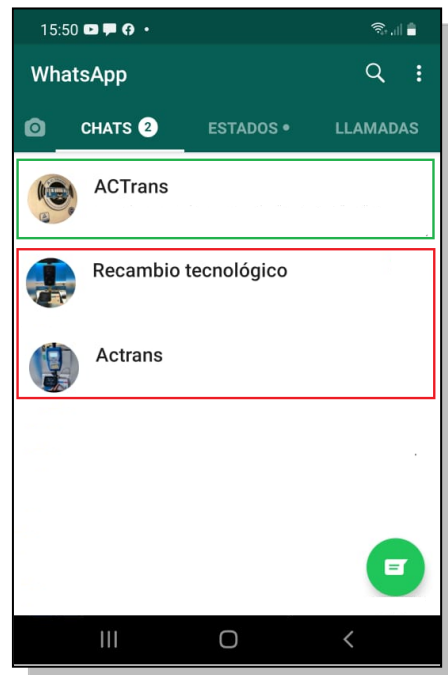 15:50
WhatsApp
CHATS 2
ESTADOS
LLAMADAS
ACTrans
Recambio tecnológico
Actrans